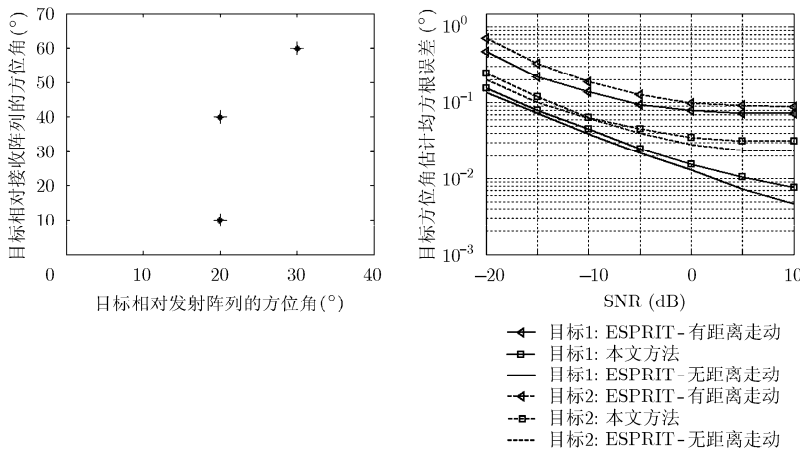 目标相对接收阵列的方位角(°)
70
60
50
40
30
20
10
0
10
20
30
40
目标相对发射阵列的方位角(°)
目标方位角估计均方根误差 (°)
10^0
10^-1
10^-2
10^-3
-20
-10
0
10
SNR (dB)
目标1: ESPRIT-有距离走动
目标1: 本文方法
目标1: ESPRIT-无距离走动
目标2: ESPRIT-有距离走动
目标2: 本文方法
目标2: ESPRIT-无距离走动